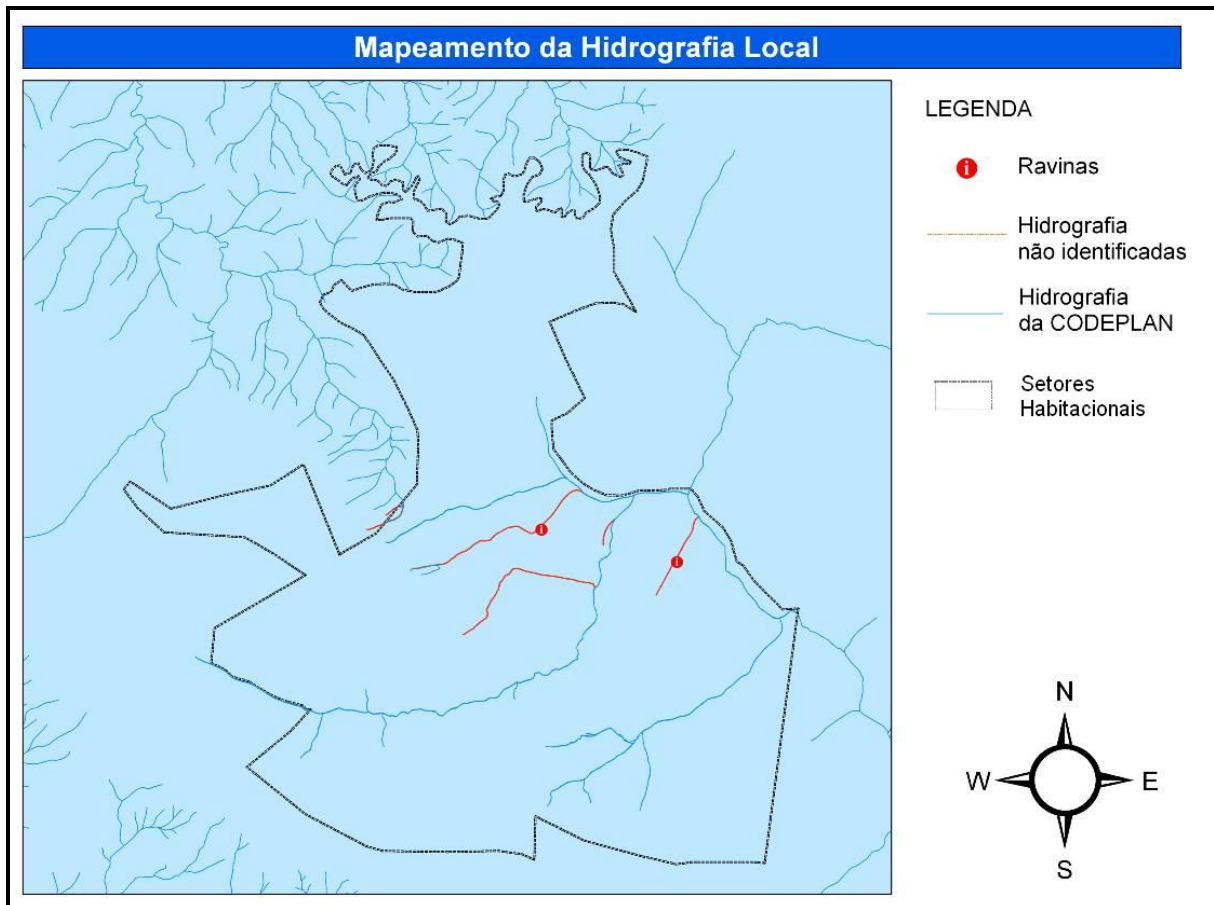 Mapeamento da Hidrografia Local
LEGENDA
i
Ravinas
Hidrografia
não identificadas
Hidrografia
da CODEPLAN
Setores
Habitacionais
i
i
N
W
E
S